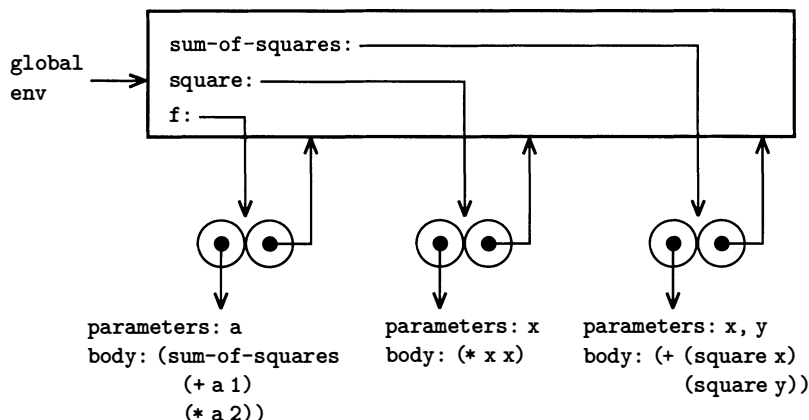 sum-of-squares:
global
env
square:
f:
parameters: a
body: (sum-of-squares
(+ a 1)
(* a 2))
parameters: x
body: (* x x)
parameters: x, y
body: (+ (square x)
(square y))